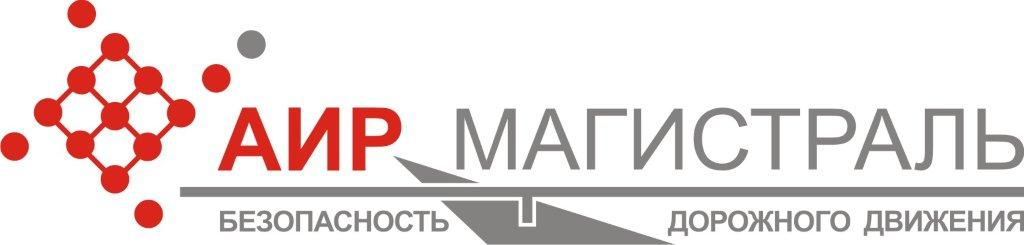 АИР МАГИСТРАЛЬ
БЕЗОПАСНОСТЬ ДОРОЖНОГО ДВИЖЕНИЯ